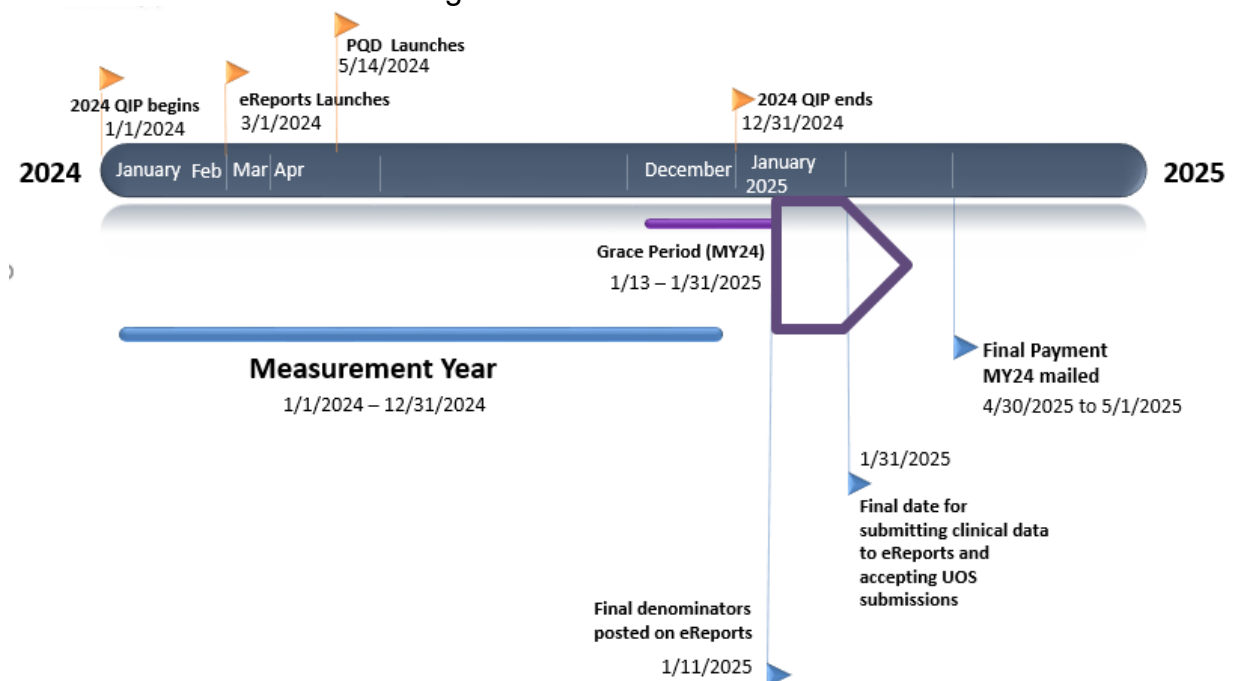 PQD Launches
5/14/2024
2024 QIP begins
1/1/2024
eReports Launches
3/1/2024
2024 QIP ends
12/31/2024
2024
January
Feb
Mar
Apr
December
January
2025
2025
Grace Period (MY24)
1/13 – 1/31/2025
Measurement Year
1/1/2024 – 12/31/2024
Final Payment
MY24 mailed
4/30/2025 to 5/1/2025
1/31/2025
Final date for
submitting clinical data
to eReports and
accepting UOS
submissions
Final denominators
posted on eReports
1/11/2025